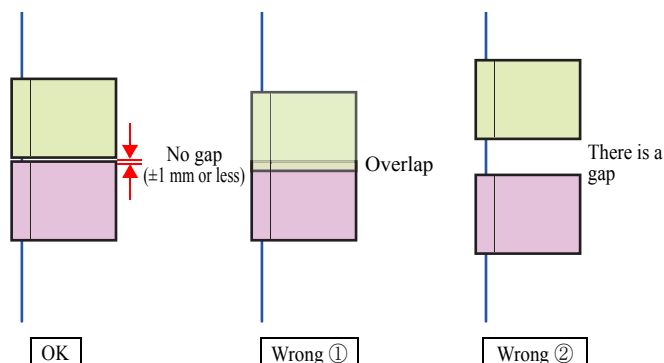 No gap
(±1 mm or less)
Overlap
There is a
gap
OK
Wrong ①
Wrong ②